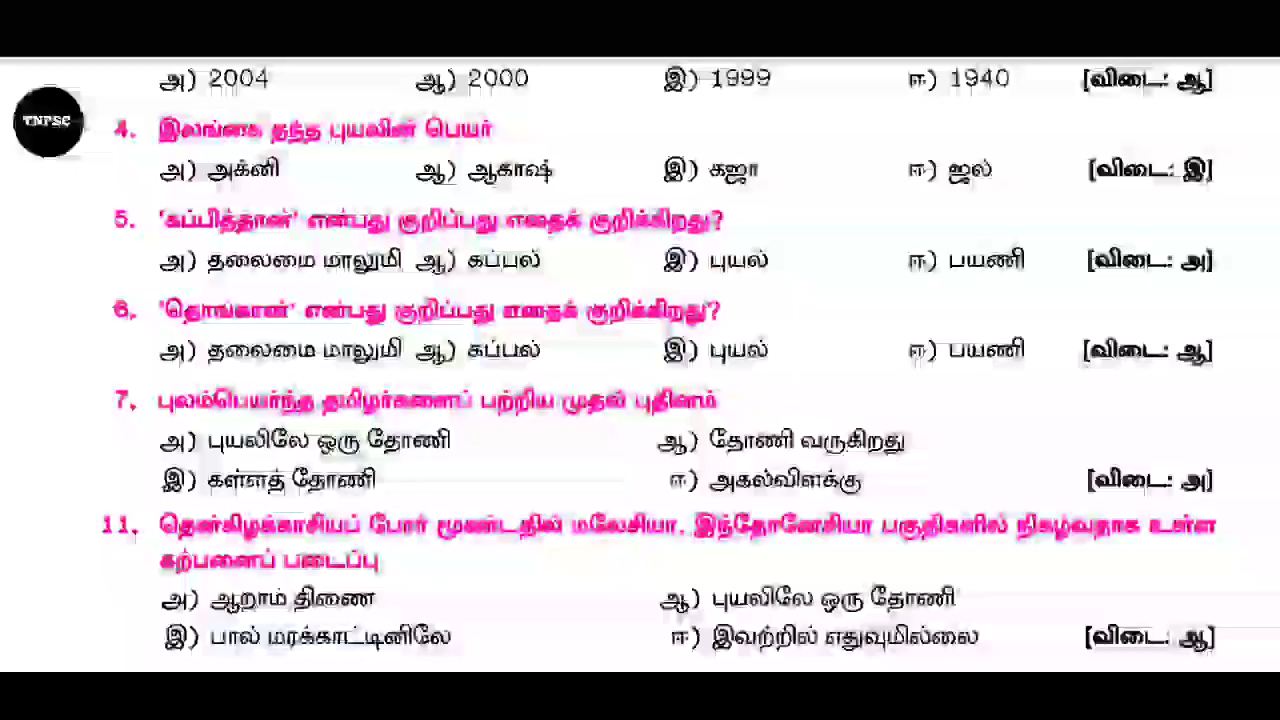 அ) 2004 ஆ) 2000 இ) 1999 ஈ) 1940 [விடை: ஆ]
TNPSC
4. இலங்கை தந்த புயலின் பெயர்
அ) அக்னி ஆ) ஆகாஷ் இ) கஜா ஈ) ஜல் [விடை: இ]
5. 'கப்பித்தான்' என்பது குறிப்பது எதைக் குறிக்கிறது?
அ) தலைமை மாலுமி ஆ) கப்பல் இ) புயல் ஈ) பயணி [விடை: அ]
6. 'தொங்கான்' என்பது குறிப்பது எதைக் குறிக்கிறது?
அ) தலைமை மாலுமி ஆ) கப்பல் இ) புயல் ஈ) பயணி [விடை: ஆ]
7. புலம்பெயர்ந்த தமிழர்களைப் பற்றிய முதல் புதினம்
அ) புயலிலே ஒரு தோணி ஆ) தோணி வருகிறது
இ) கள்ளத் தோணி ஈ) அகல்விளக்கு [விடை: அ]
11. தென்கிழக்காசியப் போர் மூண்டதில் மலேசியா, இந்தோனேசியா பகுதிகளில் நிகழ்வதாக உள்ள
கற்பனைப் படைப்பு
அ) ஆறாம் திணை ஆ) புயலிலே ஒரு தோணி
இ) பால் மரக்காட்டினிலே ஈ) இவற்றில் எதுவுமில்லை [விடை: ஆ]